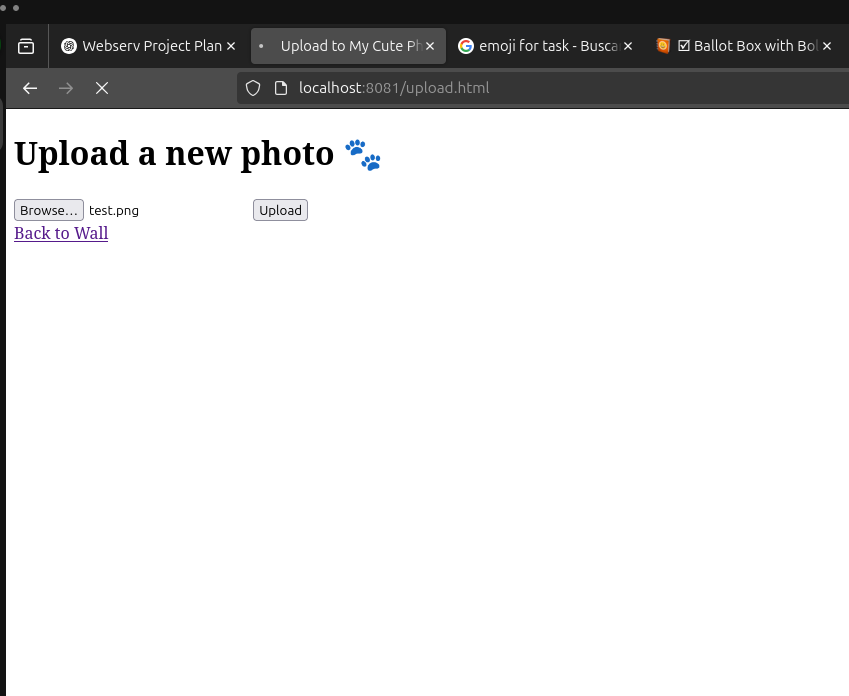 Webserv Project Plan
Upload to My Cute Ph
emoji for task - Busca
☑ Ballot Box with Bol
localhost:8081/upload.html
Upload a new photo 🐾
Browse... test.png Upload
Back to Wall